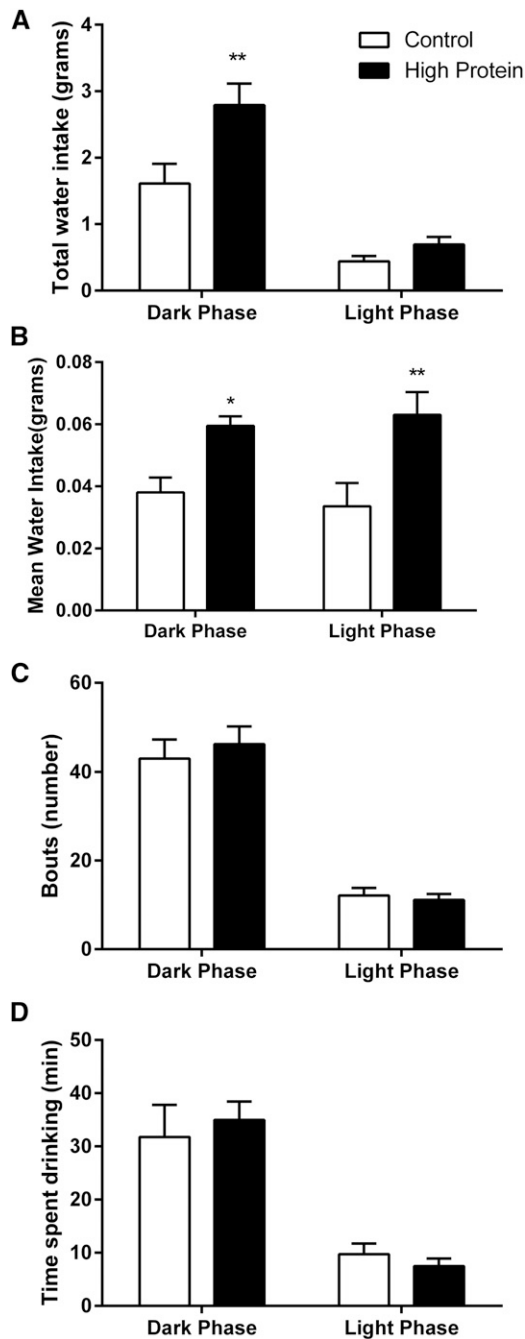 A
Total water intake (grams)
4
3
2
1
0
**
Control
High Protein
Dark Phase
Light Phase
B
Mean Water Intake(grams)
0.08
0.06
0.04
0.02
0.00
*
**
Dark Phase
Light Phase
C
Bouts (number)
60
40
20
0
Dark Phase
Light Phase
D
Time spent drinking (min)
50
40
30
20
10
0
Dark Phase
Light Phase